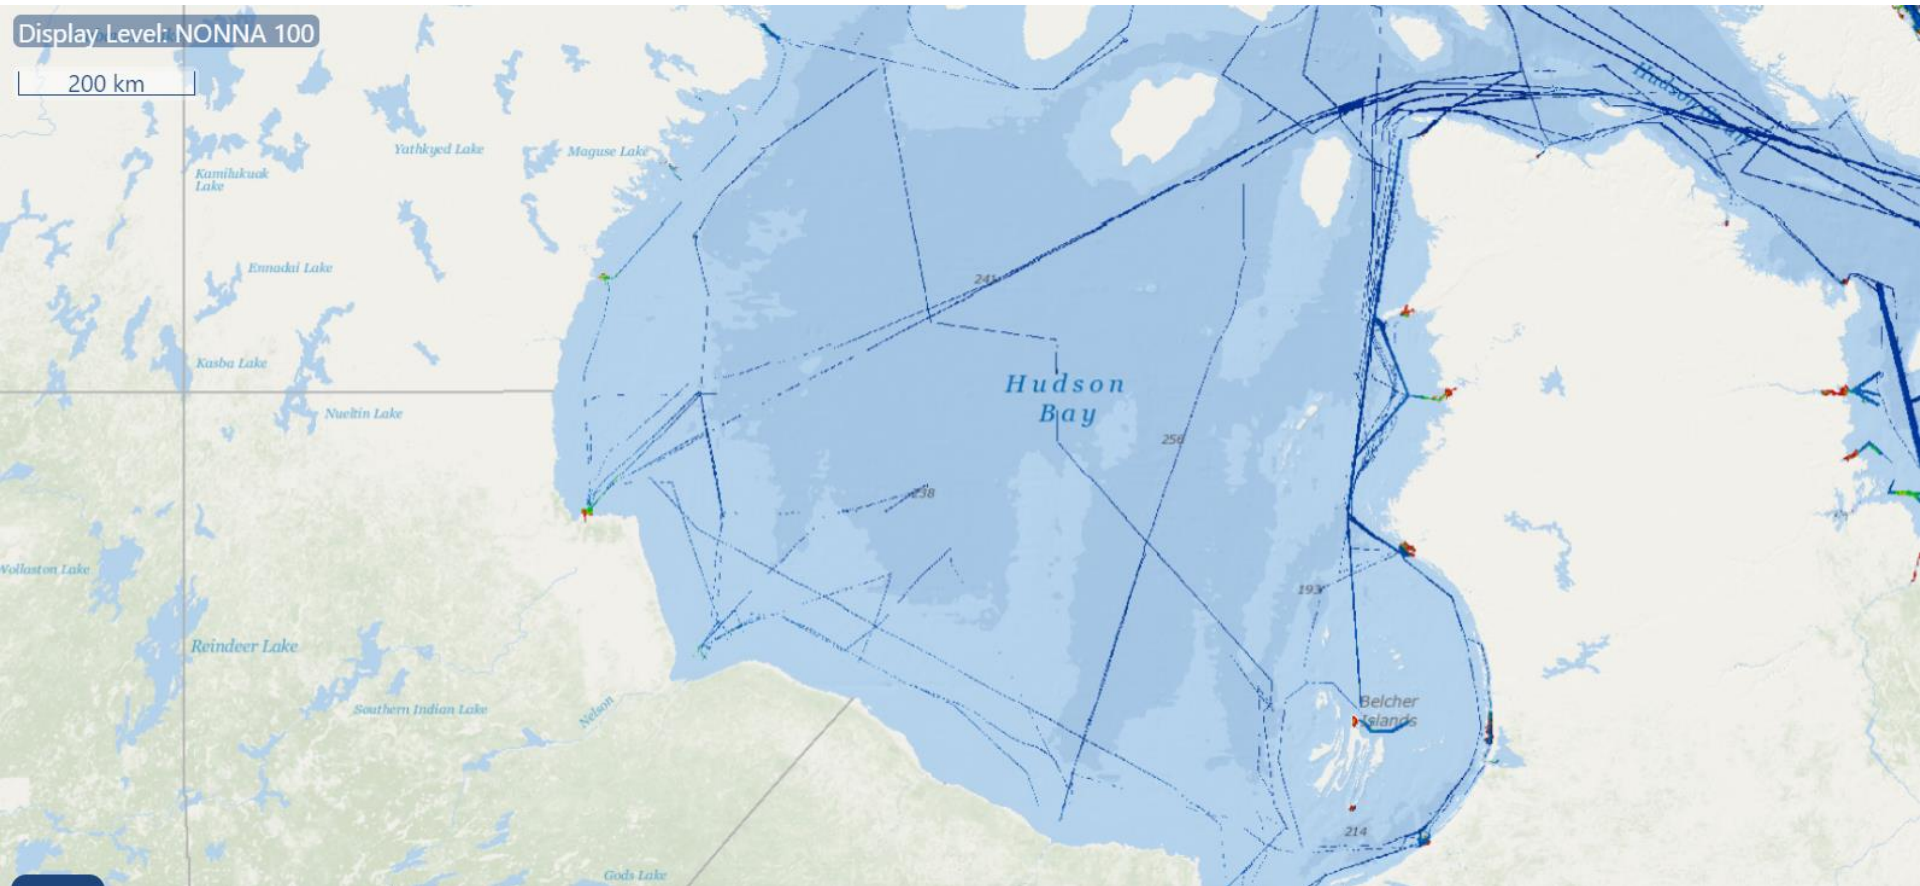 Display Level: NONNA 100
200 km
Yathkyed Lake
Maguse Lake
Kamilukuak
Lake
Ennadai Lake
241
Kasba Lake
Hudson
Bay
Nueltin Lake
256
238
Wollaston Lake
193
Reindeer Lake
Southern Indian Lake
Nelson
Belcher
Islands
214
Gods Lake